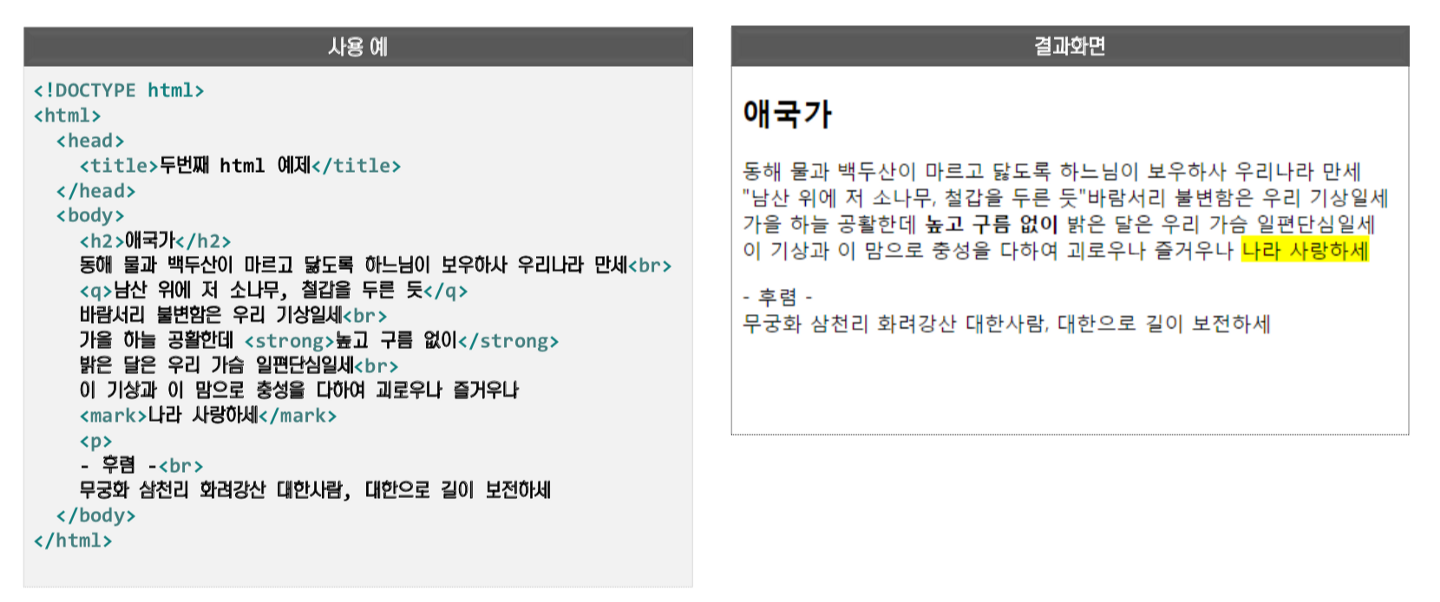 사용 예
<!DOCTYPE html>
<html>
<head>
<title>두번째 html 예제</title>
</head>
<body>
<h2>애국가</h2>
동해 물과 백두산이 마르고 닳도록 하느님이 보우하사 우리나라 만세<br>
<q>남산 위에 저 소나무, 철갑을 두른 듯</q>
바람서리 불변함은 우리 기상일세<br>
가을 하늘 공활한데 <strong>높고 구름 없이</strong>
밝은 달은 우리 가슴 일편단심일세<br>
이 기상과 이 맘으로 충성을 다하여 괴로우나 즐거우나
<mark>나라 사랑하세</mark>
<p>
- 후렴 -<br>
무궁화 삼천리 화려강산 대한사람, 대한으로 길이 보전하세
</body>
</html>
결과화면
애국가
동해 물과 백두산이 마르고 닳도록 하느님이 보우하사 우리나라 만세
"남산 위에 저 소나무, 철갑을 두른 듯"바람서리 불변함은 우리 기상일세
가을 하늘 공활한데 높고 구름 없이 밝은 달은 우리 가슴 일편단심일세
이 기상과 이 맘으로 충성을 다하여 괴로우나 즐거우나 나라 사랑하세
- 후렴 -
무궁화 삼천리 화려강산 대한사람, 대한으로 길이 보전하세